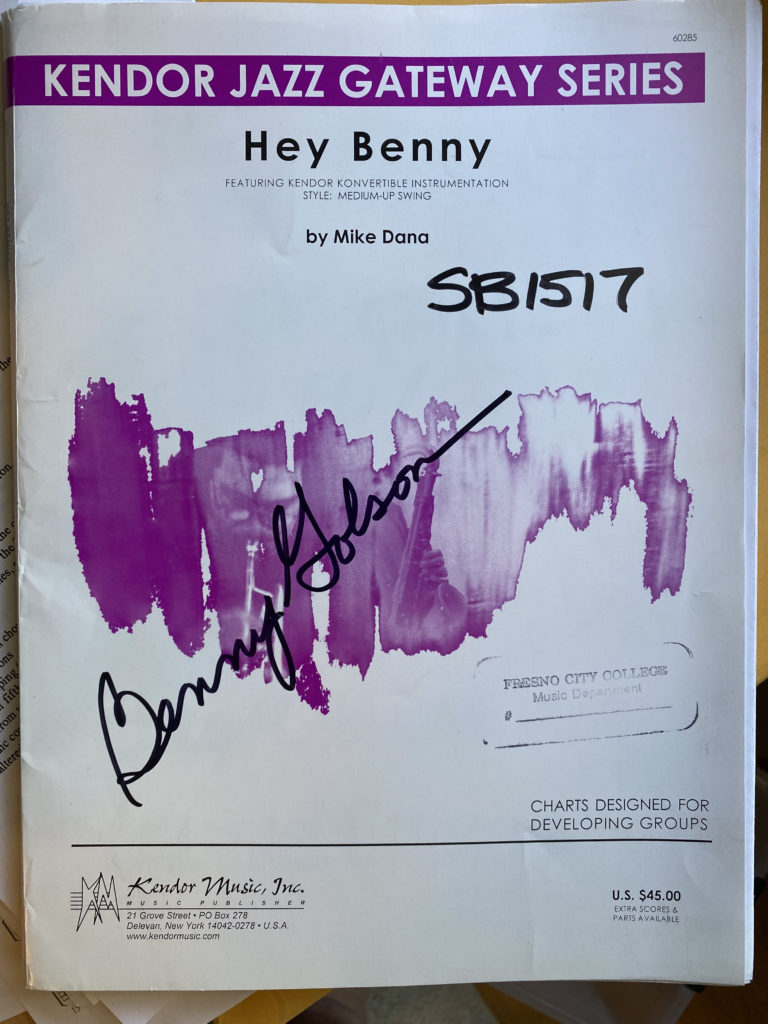 60285
KENDOR JAZZ GATEWAY SERIES
Hey Benny
FEATURING KENDOR KONVERTIBLE INSTRUMENTATION
STYLE: MEDIUM-UP SWING
by Mike Dana
SB1517
Benny Golson
FRESNO CITY COLLEGE
Music Department
#
CHARTS DESIGNED FOR
DEVELOPING GROUPS
Kendor Music, Inc.
MUSIC PUBLISHER
21 Grove Street • PO Box 278
Delevan, New York 14042-0278 • U.S.A.
www.kendormusic.com
U.S. $45.00
EXTRA SCORES &
PARTS AVAILABLE